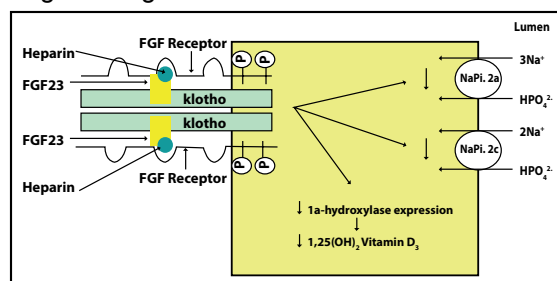 Lumen
Heparin
FGF Receptor
P
P
3Na⁺
NaPi. 2a
FGF23
HPO₄²⁻
klotho
klotho
2Na⁺
FGF23
NaPi. 2c
HPO₄²⁻
Heparin
FGF Receptor
P
P
↓ 1a-hydroxylase expression
↓ 1,25(OH)₂ Vitamin D₃